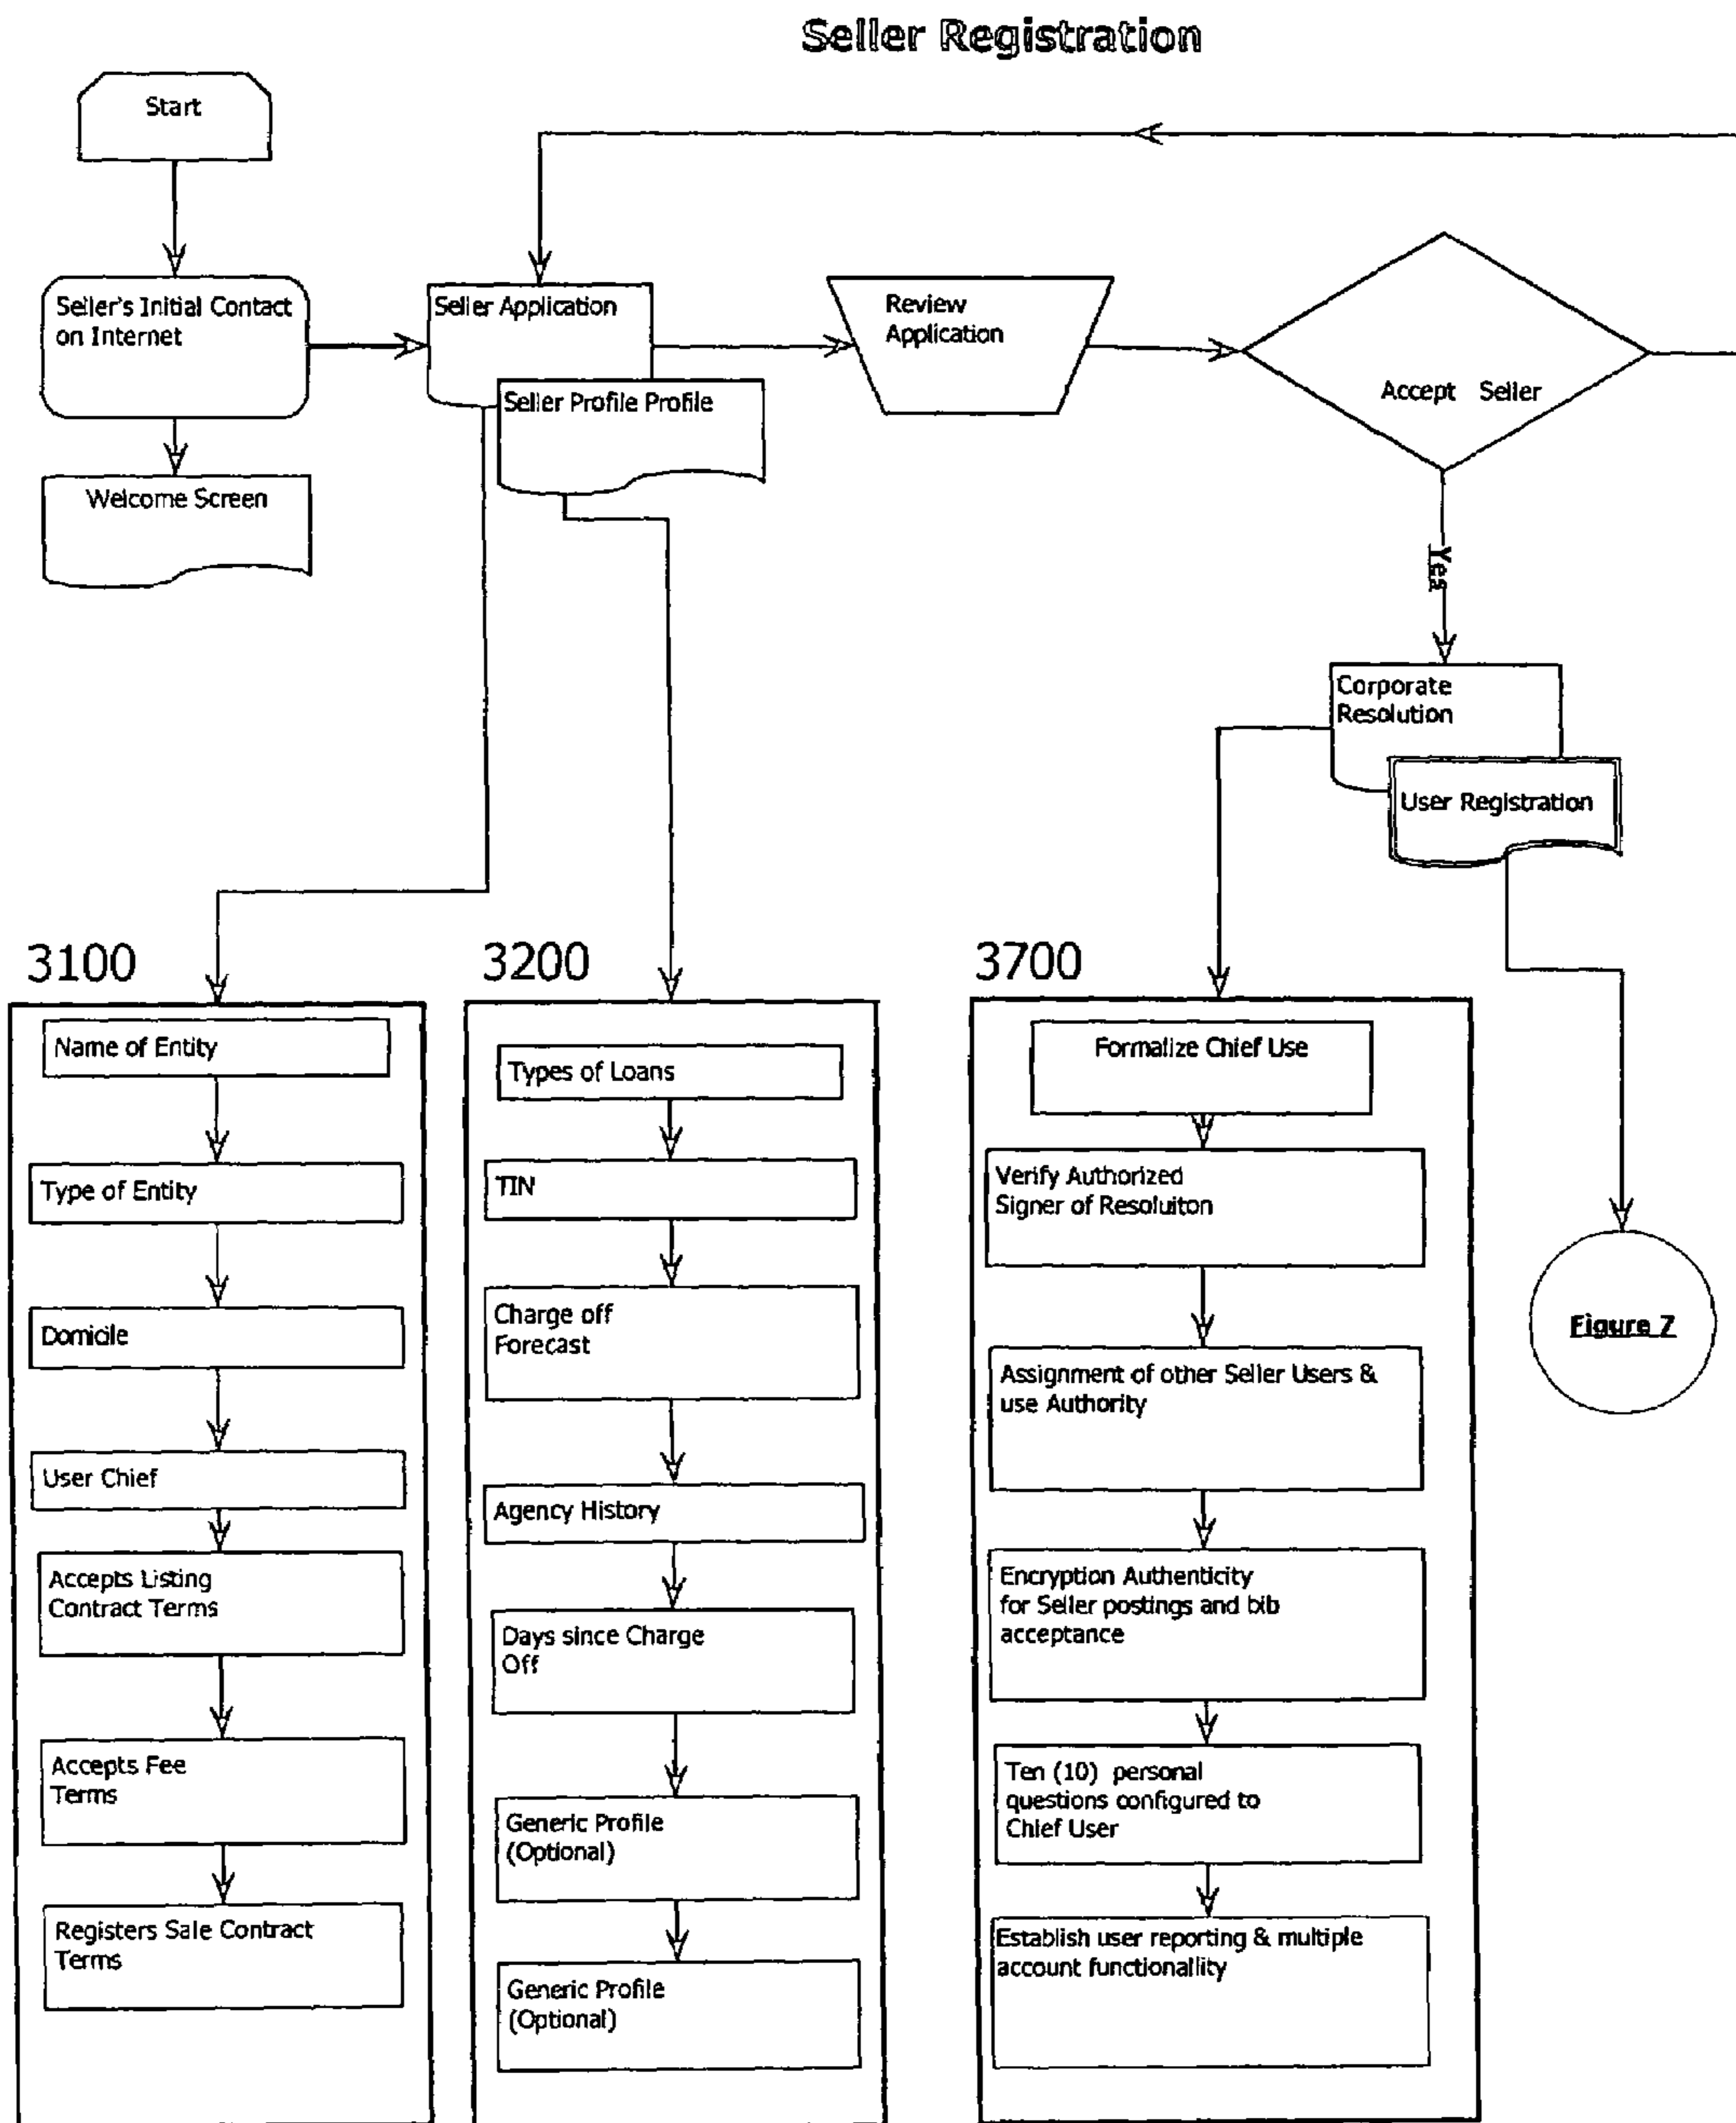 Seller Registration
Start
Seller's Initial Contact
on Internet
Welcome Screen
Seller Application
Seller Profile Profile
Review
Application
Accept Seller
Yes
Corporate
Resolution
User Registration
3100
Name of Entity
Type of Entity
Domicile
User Chief
Accepts Listing
Contract Terms
Accepts Fee
Terms
Registers Sale Contract
Terms
3200
Types of Loans
TIN
Charge off
Forecast
Agency History
Days since Charge
Off
Generic Profile
(Optional)
Generic Profile
(Optional)
3700
Formalize Chief Use
Verify Authorized
Signer of Resoluiton
Assignment of other Seller Users &
use Authority
Encryption Authenticity
for Seller postings and bib
acceptance
Ten (10) personal
questions configured to
Chief User
Establish user reporting & multiple
account functionallity
Figure 7